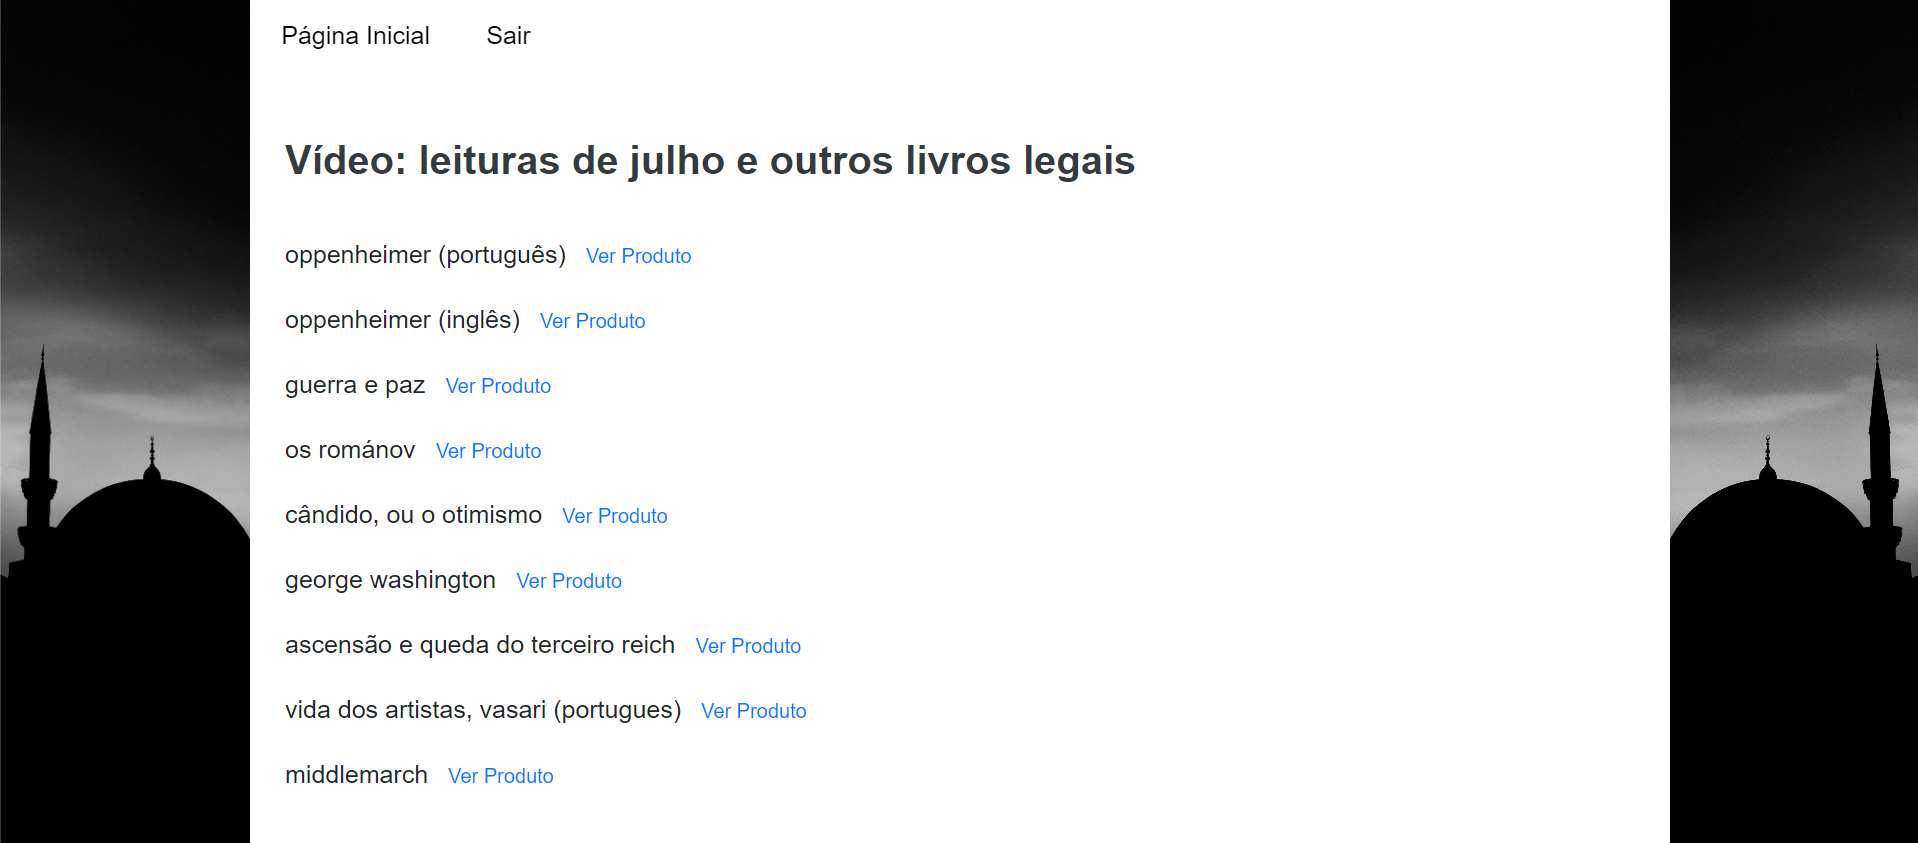 Página Inicial Sair
Vídeo: leituras de julho e outros livros legais
oppenheimer (português) Ver Produto
oppenheimer (inglês) Ver Produto
guerra e paz Ver Produto
os románov Ver Produto
cândido, ou o otimismo Ver Produto
george washington Ver Produto
ascensão e queda do terceiro reich Ver Produto
vida dos artistas, vasari (portugues) Ver Produto
middlemarch Ver Produto